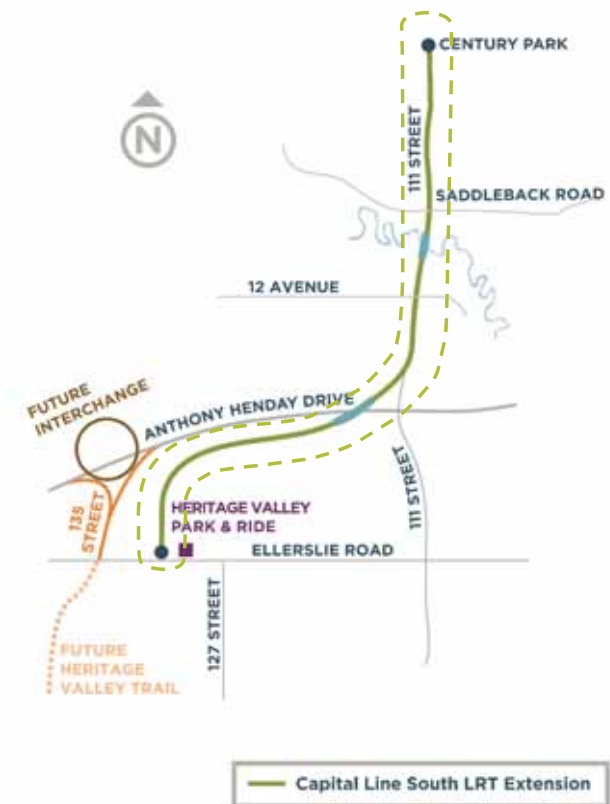 CENTURY PARK
N
111 STREET
SADDLEBACK ROAD
12 AVENUE
FUTURE
INTERCHANGE
ANTHONY HENDAY DRIVE
135
STREET
HERITAGE VALLEY
PARK & RIDE
111 STREET
ELLERSLIE ROAD
127 STREET
FUTURE
HERITAGE
VALLEY TRAIL
Capital Line South LRT Extension